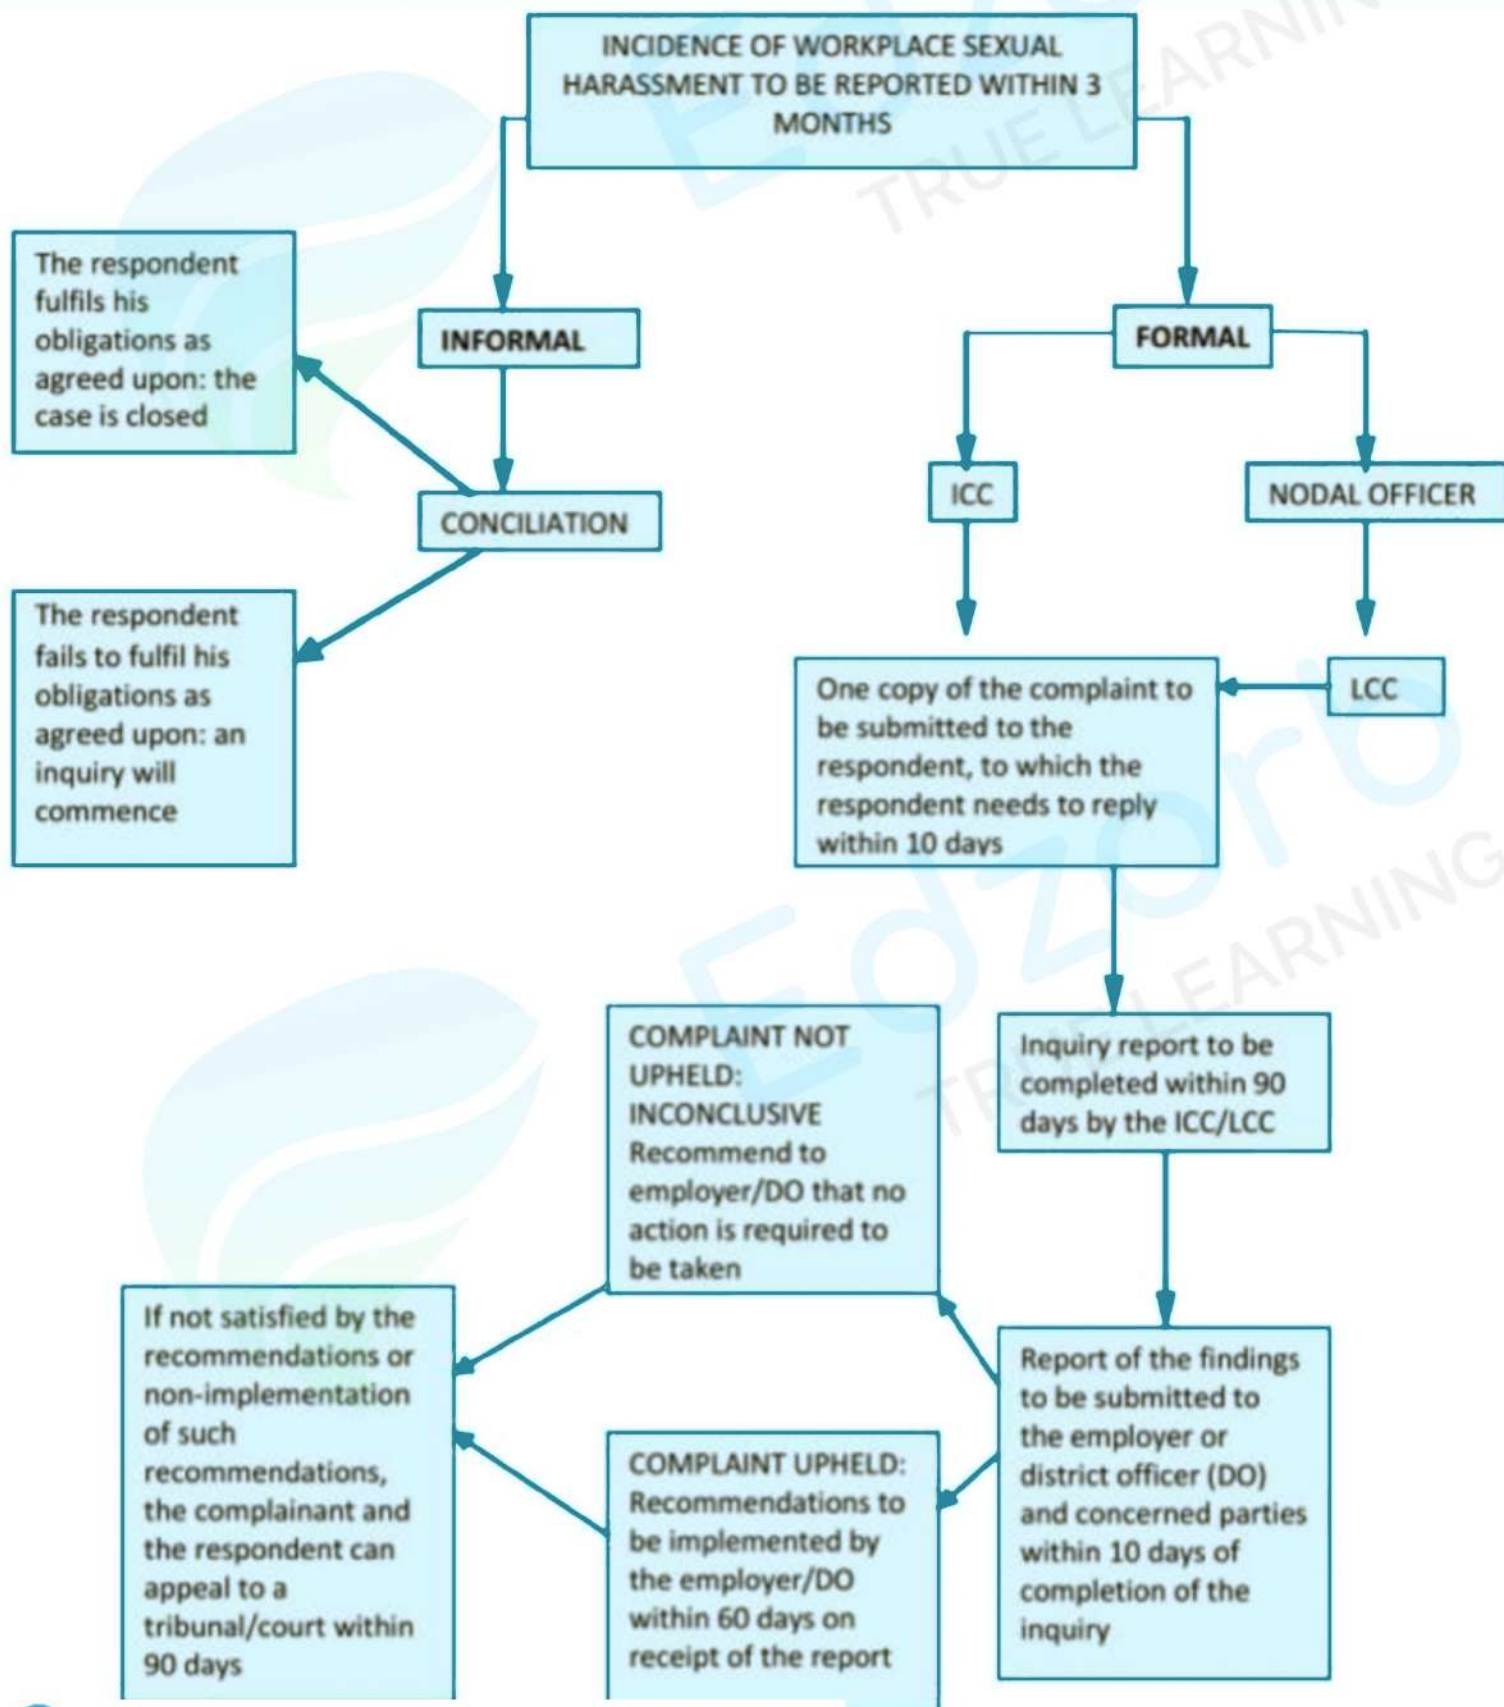 INCIDENCE OF WORKPLACE SEXUAL
HARASSMENT TO BE REPORTED WITHIN 3
MONTHS
The respondent
fulfils his
obligations as
agreed upon: the
case is closed
INFORMAL
FORMAL
CONCILIATION
ICC
NODAL OFFICER
The respondent
fails to fulfil his
obligations as
agreed upon: an
inquiry will
commence
One copy of the complaint to
be submitted to the
respondent, to which the
respondent needs to reply
within 10 days
LCC
Inquiry report to be
completed within 90
days by the ICC/LCC
COMPLAINT NOT
UPHELD:
INCONCLUSIVE
Recommend to
employer/DO that no
action is required to
be taken
Report of the findings
to be submitted to
the employer or
district officer (DO)
and concerned parties
within 10 days of
completion of the
inquiry
COMPLAINT UPHELD:
Recommendations to
be implemented by
the employer/DO
within 60 days on
receipt of the report
If not satisfied by the
recommendations or
non-implementation
of such
recommendations,
the complainant and
the respondent can
appeal to a
tribunal/court within
90 days
Edzorb
TRUE LEARNING